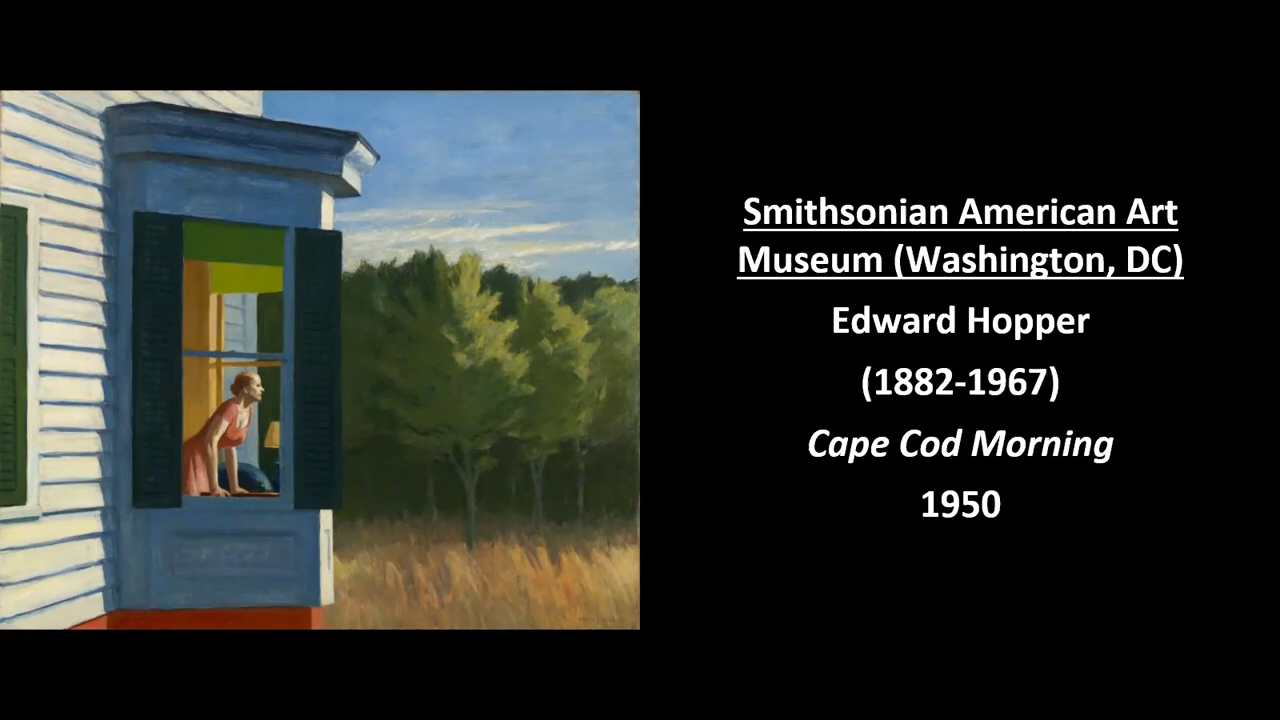 Smithsonian American Art
Museum (Washington, DC)
Edward Hopper
(1882-1967)
Cape Cod Morning
1950